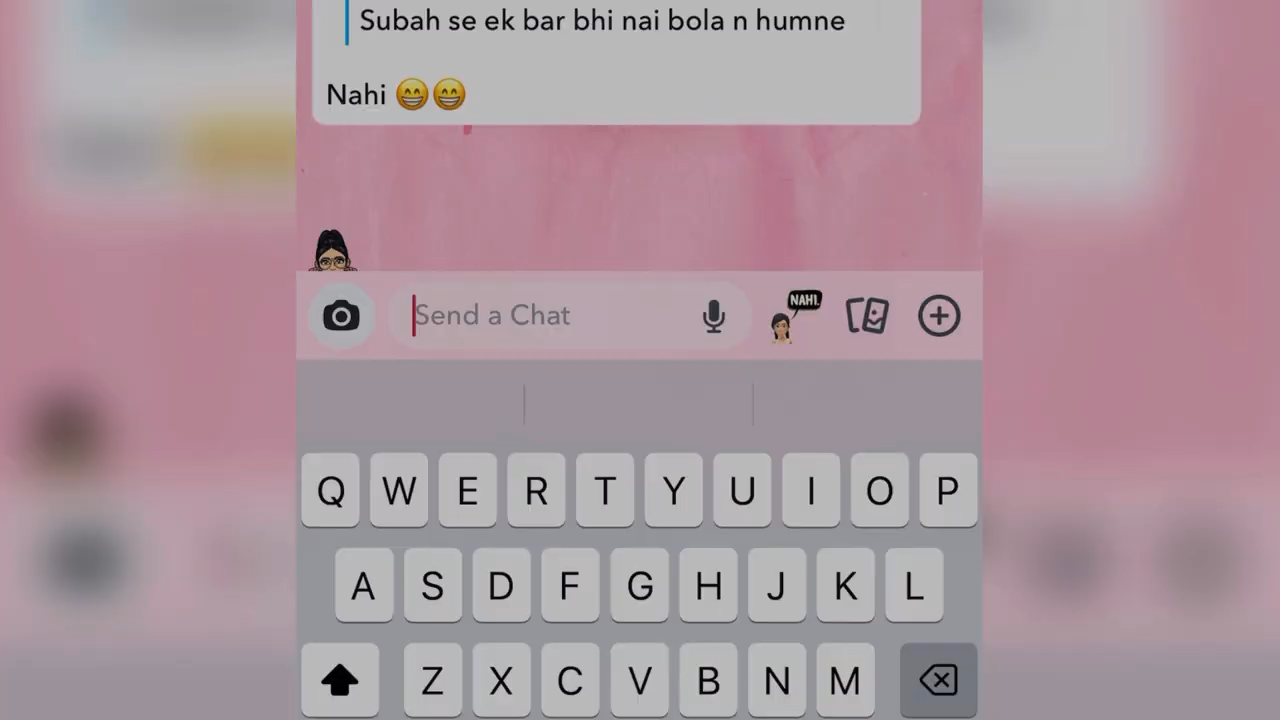 Subah se ek bar bhi nai bola n humne
Nahi 😁😁
Send a Chat
NAHI.
Q W E R T Y U I O P
A S D F G H J K L
Z X C V B N M